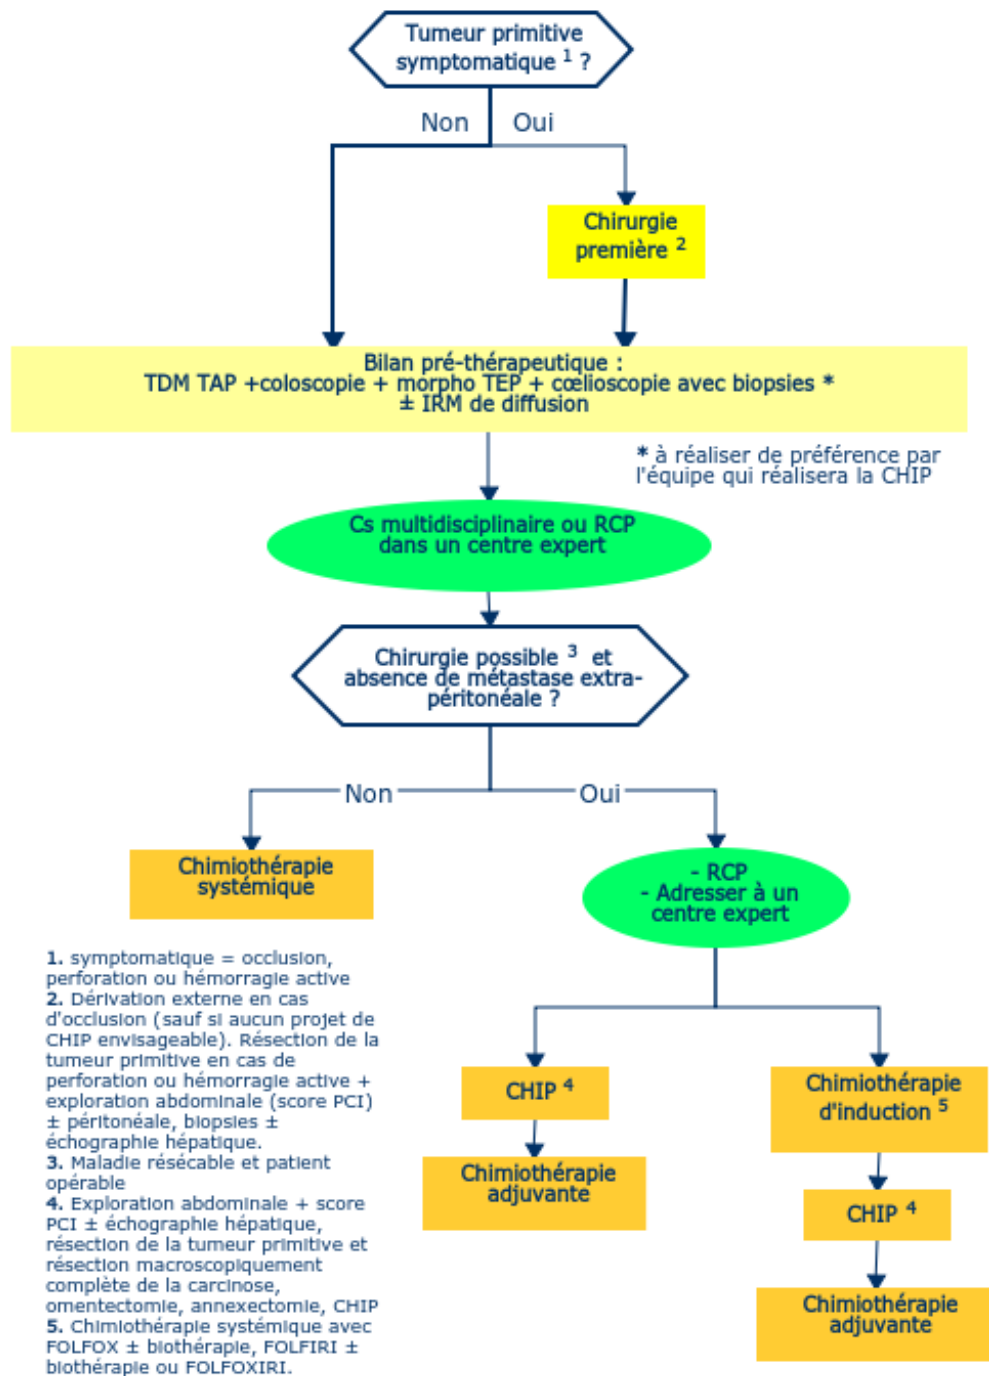 Tumeur primitive
symptomatique 1 ?
Non
Oui
Chirurgie
première 2
Bilan pré-thérapeutique :
TDM TAP +coloscopie + morpho TEP + cœlioscopie avec biopsies *
± IRM de diffusion
* à réaliser de préférence par
l'équipe qui réalisera la CHIP
Cs multidisciplinaire ou RCP
dans un centre expert
Chirurgie possible 3 et
absence de métastase extra-
péritonéale ?
Non
Oui
Chimiothérapie
systémique
- RCP
- Adresser à un
centre expert
CHIP 4
Chimiothérapie
adjuvante
Chimiothérapie
d'induction 5
CHIP 4
Chimiothérapie
adjuvante
1. symptomatique = occlusion,
perforation ou hémorragie active
2. Dérivation externe en cas
d'occlusion (sauf si aucun projet de
CHIP envisageable). Résection de la
tumeur primitive en cas de
perforation ou hémorragie active +
exploration abdominale (score PCI)
± péritonéale, biopsies ±
échographie hépatique.
3. Maladie résécable et patient
opérable
4. Exploration abdominale + score
PCI ± échographie hépatique,
résection de la tumeur primitive et
résection macroscopiquement
complète de la carcinose,
omentectomie, annexectomie, CHIP
5. Chimiothérapie systémique avec
FOLFOX ± biothérapie, FOLFIRI ±
biothérapie ou FOLFOXIRI.